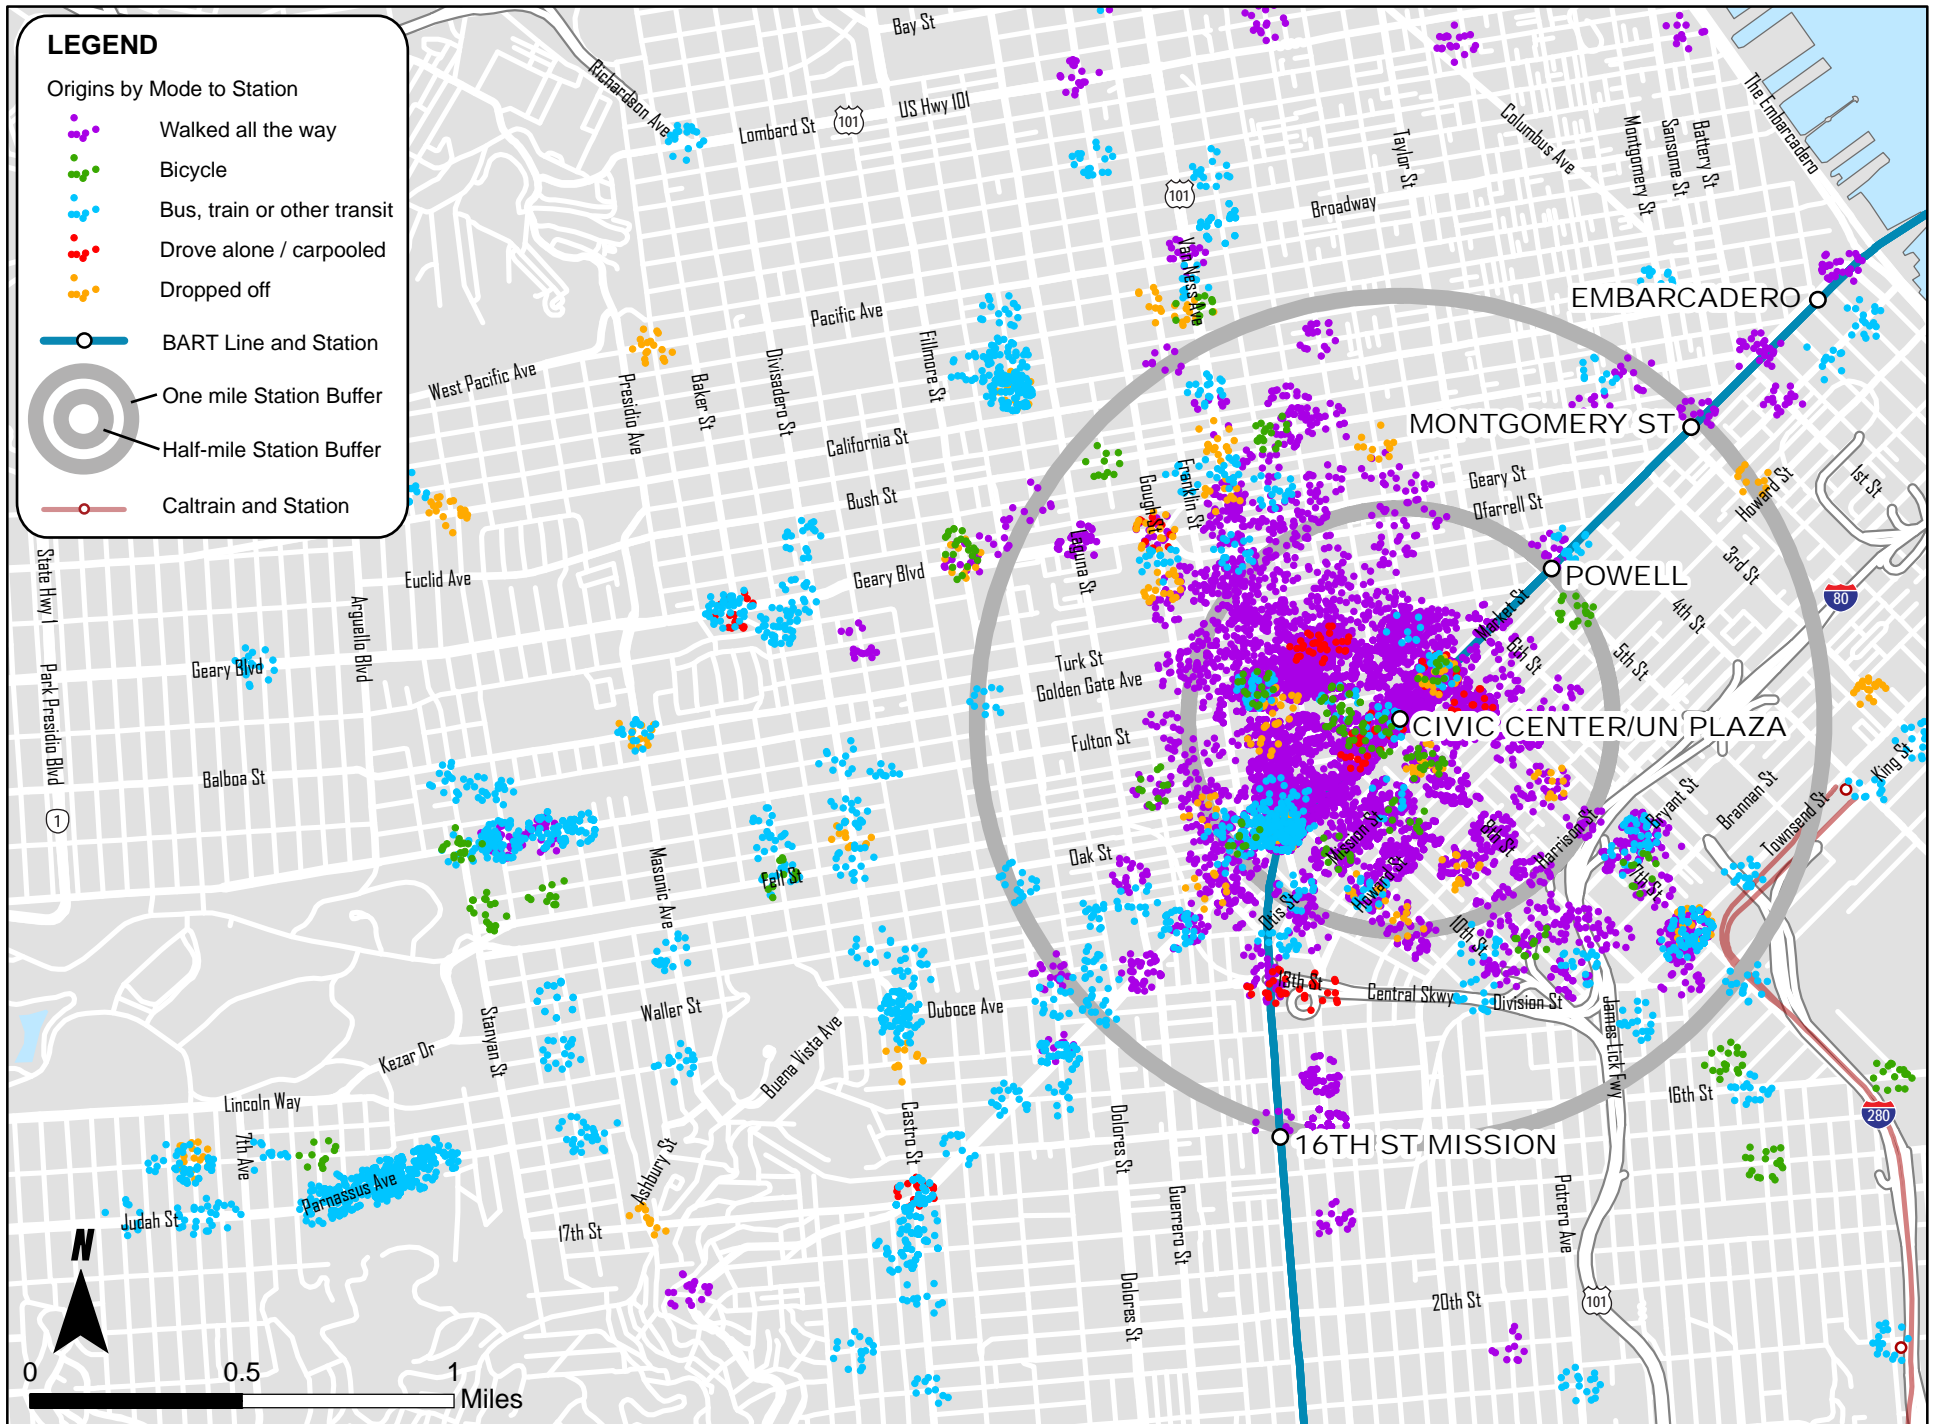 LEGEND
Origins by Mode to Station
Walked all the way
Bicycle
Bus, train or other transit
Drove alone / carpooled
Dropped off
BART Line and Station
One mile Station Buffer
Half-mile Station Buffer
Caltrain and Station
Bay St
Richardson Ave
Lombard St
101
US Hwy 101
Columbus Ave
Taylor St
Montgomery St
Sansome St
Battery St
The Embarcadero
101
Broadway
Van Ness Ave
EMBARCADERO
Pacific Ave
Fillmore St
Divisadero St
West Pacific Ave
Presidio Ave
Baker St
California St
MONTGOMERY ST
Bush St
Gough St
Franklin St
Geary St
Ofarrell St
Howard St
1st St
State Hwy 1
Euclid Ave
Geary Blvd
Laguna St
POWELL
3rd St
80
Arguello Blvd
Market St
4th St
6th St
5th St
Geary Blvd
Park Presidio Blvd
Turk St
Golden Gate Ave
CIVIC CENTER/UN PLAZA
Fulton St
Balboa St
King St
Bryant St
Brannan St
Townsend St
1
Mission St
8th St
Harrison St
Oak St
Fell St
Masonic Ave
Howard St
7th St
Otis St
10th St
13th St
Central Skwy
Division St
James Lick Fwy
Duboce Ave
Waller St
Stanyan St
Kezar Dr
Buena Vista Ave
Lincoln Way
7th Ave
Castro St
Dolores St
16th St
280
16TH ST MISSION
Ashbury St
Parnassus Ave
Judah St
17th St
Guerrero St
Potrero Ave
Dolores St
20th St
101
N
0 0.5 1
Miles